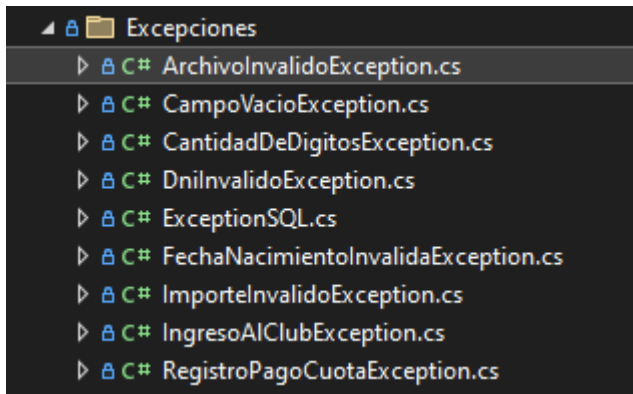 Excepciones
C# ArchivoInvalidoException.cs
C# CampoVacioException.cs
C# CantidadDeDigitosException.cs
C# DniInvalidoException.cs
C# ExceptionSQL.cs
C# FechaNacimientoInvalidaException.cs
C# ImporteInvalidoException.cs
C# IngresoAlClubException.cs
C# RegistroPagoCuotaException.cs